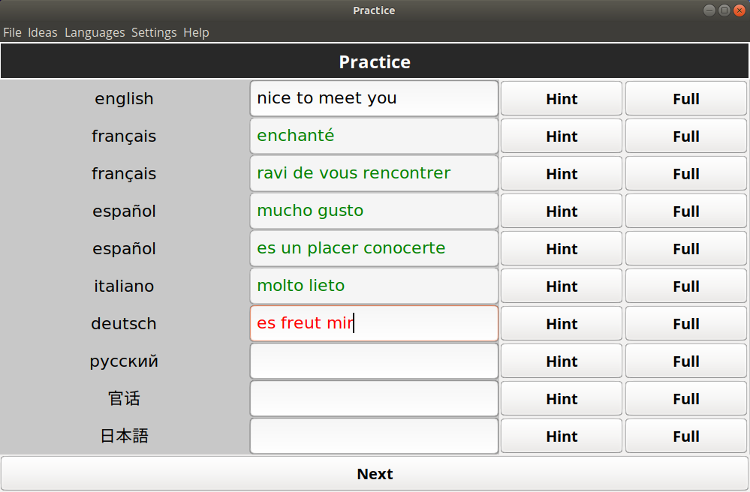 Practice
File Ideas Languages Settings Help
Practice
english nice to meet you Hint Full
français enchanté Hint Full
français ravi de vous rencontrer Hint Full
español mucho gusto Hint Full
español es un placer conocerte Hint Full
italiano molto lieto Hint Full
deutsch es freut mir Hint Full
русский Hint Full
官话 Hint Full
日本語 Hint Full
Next